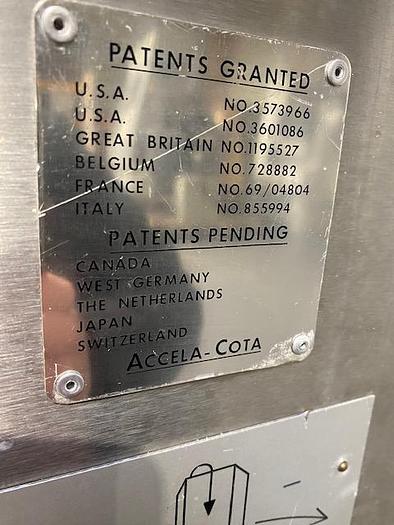 PATENTS GRANTED
U.S.A. NO.3573966
U.S.A. NO.3601086
GREAT BRITAIN NO.1195527
BELGIUM NO.728882
FRANCE NO.69/04804
ITALY NO.855994
PATENTS PENDING
CANADA
WEST GERMANY
THE NETHERLANDS
JAPAN
SWITZERLAND
ACCELA-COTA